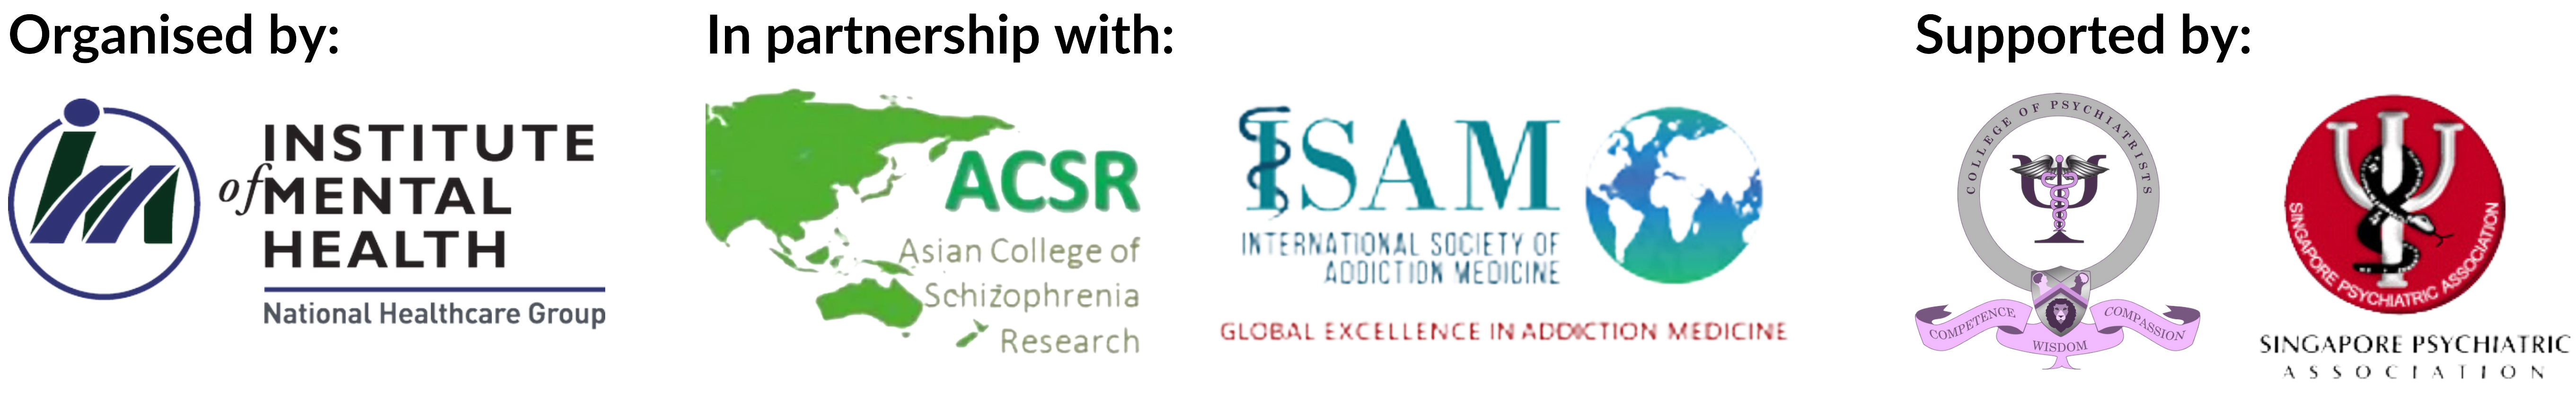 Organised by:
INSTITUTE
of MENTAL
HEALTH
National Healthcare Group
In partnership with:
ACSR
Asian College of
Schizophrenia
Research
ISAM
INTERNATIONAL SOCIETY OF
ADDICTION MEDICINE
GLOBAL EXCELLENCE IN ADDICTION MEDICINE
Supported by:
COLLEGE OF PSYCHIATRISTS
COMPETENCE
WISDOM
COMPASSION
SINGAPORE PSYCHIATRIC ASSOCIATION
SINGAPORE PSYCHIATRIC
ASSOCIATION